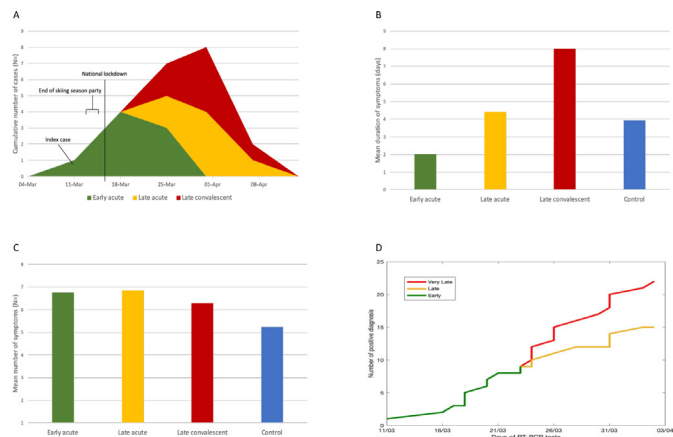 A
Cumulative number of cases (N=)
9
8
7
6
5
4
3
2
1
0
National lockdown
End of skiing season party
Index case
04-Mar 11-Mar 18-Mar 25-Mar 01-Apr 08-Apr
Early acute Late acute Late convalescent
B
Mean duration of symptoms (days)
9
8
7
6
5
4
3
2
1
0
Early acute Late acute Late convalescent Control
C
Mean number of symptoms (N=)
8
7
6
5
4
3
2
1
Early acute Late acute Late convalescent Control
D
Number of positive diagnosis
25
20
15
10
5
0
Very Late
Late
Early
11/03 16/03 21/03 26/03 31/03 03/04
Days of RT-PCR tests